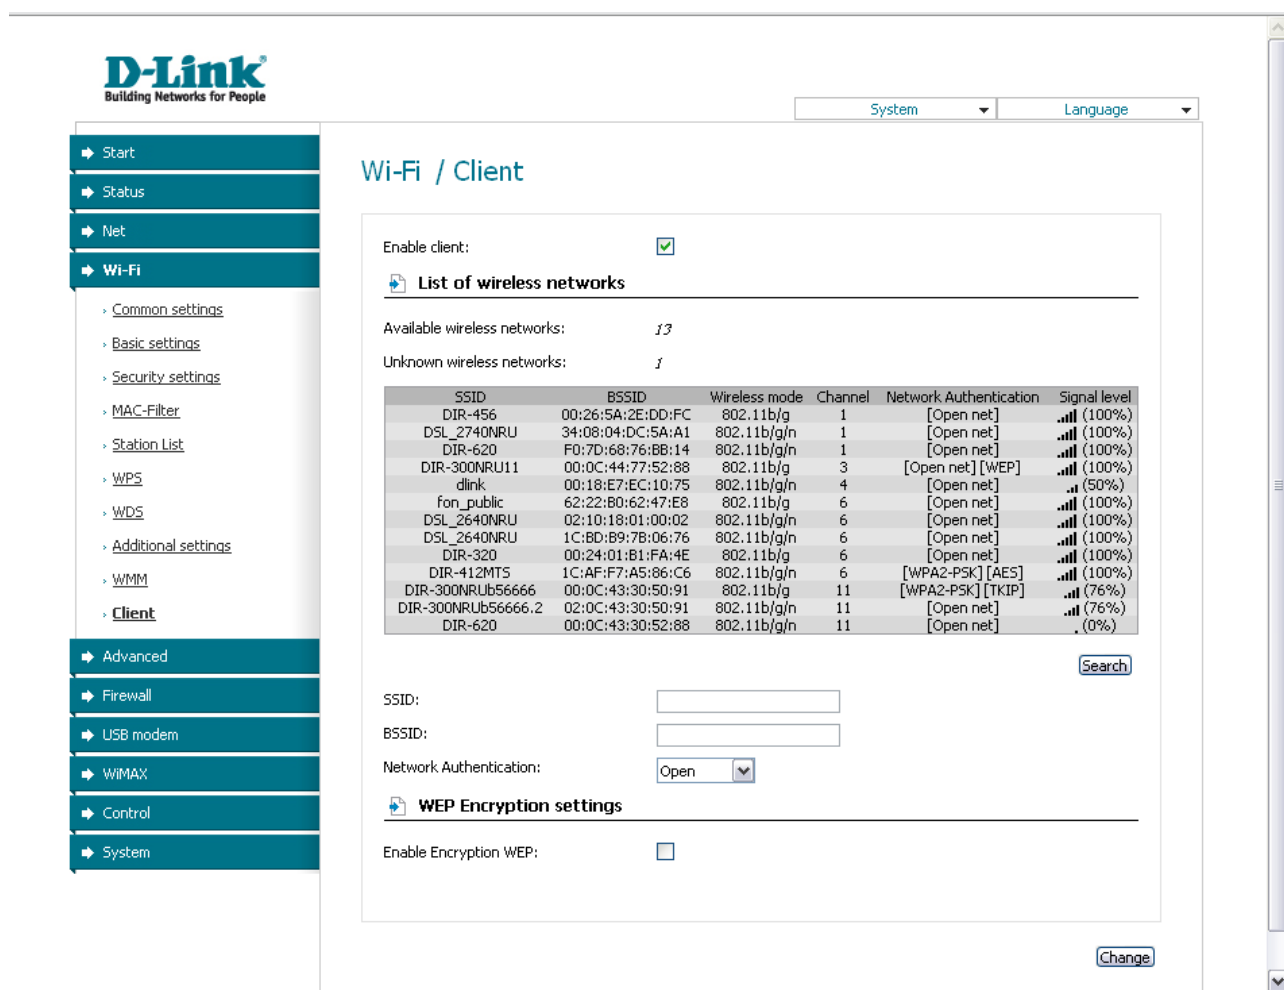 D-Link
Building Networks for People
System Language
Start
Status
Net
Wi-Fi
Common settings
Basic settings
Security settings
MAC-Filter
Station List
WPS
WDS
Additional settings
WMM
Client
Advanced
Firewall
USB modem
WiMAX
Control
System
Wi-Fi / Client
Enable client:
List of wireless networks
Available wireless networks: 13
Unknown wireless networks: 1
SSID BSSID Wireless mode Channel Network Authentication Signal level
DIR-456 00:26:5A:2E:DD:FC 802.11b/g 1 [Open net] (100%)
DSL_2740NRU 34:08:04:DC:5A:A1 802.11b/g/n 1 [Open net] (100%)
DIR-620 F0:7D:68:76:BB:14 802.11b/g/n 1 [Open net] (100%)
DIR-300NRU11 00:0C:44:77:52:88 802.11b/g 3 [Open net] [WEP] (100%)
dlink 00:18:E7:EC:10:75 802.11b/g/n 4 [Open net] (50%)
fon_public 62:22:B0:62:47:E8 802.11b/g 6 [Open net] (100%)
DSL_2640NRU 02:10:18:01:00:02 802.11b/g/n 6 [Open net] (100%)
DSL_2640NRU 1C:BD:B9:7B:06:76 802.11b/g/n 6 [Open net] (100%)
DIR-320 00:24:01:B1:FA:4E 802.11b/g 6 [Open net] (100%)
DIR-412MTS 1C:AF:F7:A5:86:C6 802.11b/g/n 6 [WPA2-PSK] [AES] (100%)
DIR-300NRUb56666 00:0C:43:30:50:91 802.11b/g 11 [WPA2-PSK] [TKIP] (76%)
DIR-300NRUb56666.2 02:0C:43:30:50:91 802.11b/g/n 11 [Open net] (76%)
DIR-620 00:0C:43:30:52:88 802.11b/g/n 11 [Open net] (0%)
Search
SSID:
BSSID:
Network Authentication: Open
WEP Encryption settings
Enable Encryption WEP:
Change